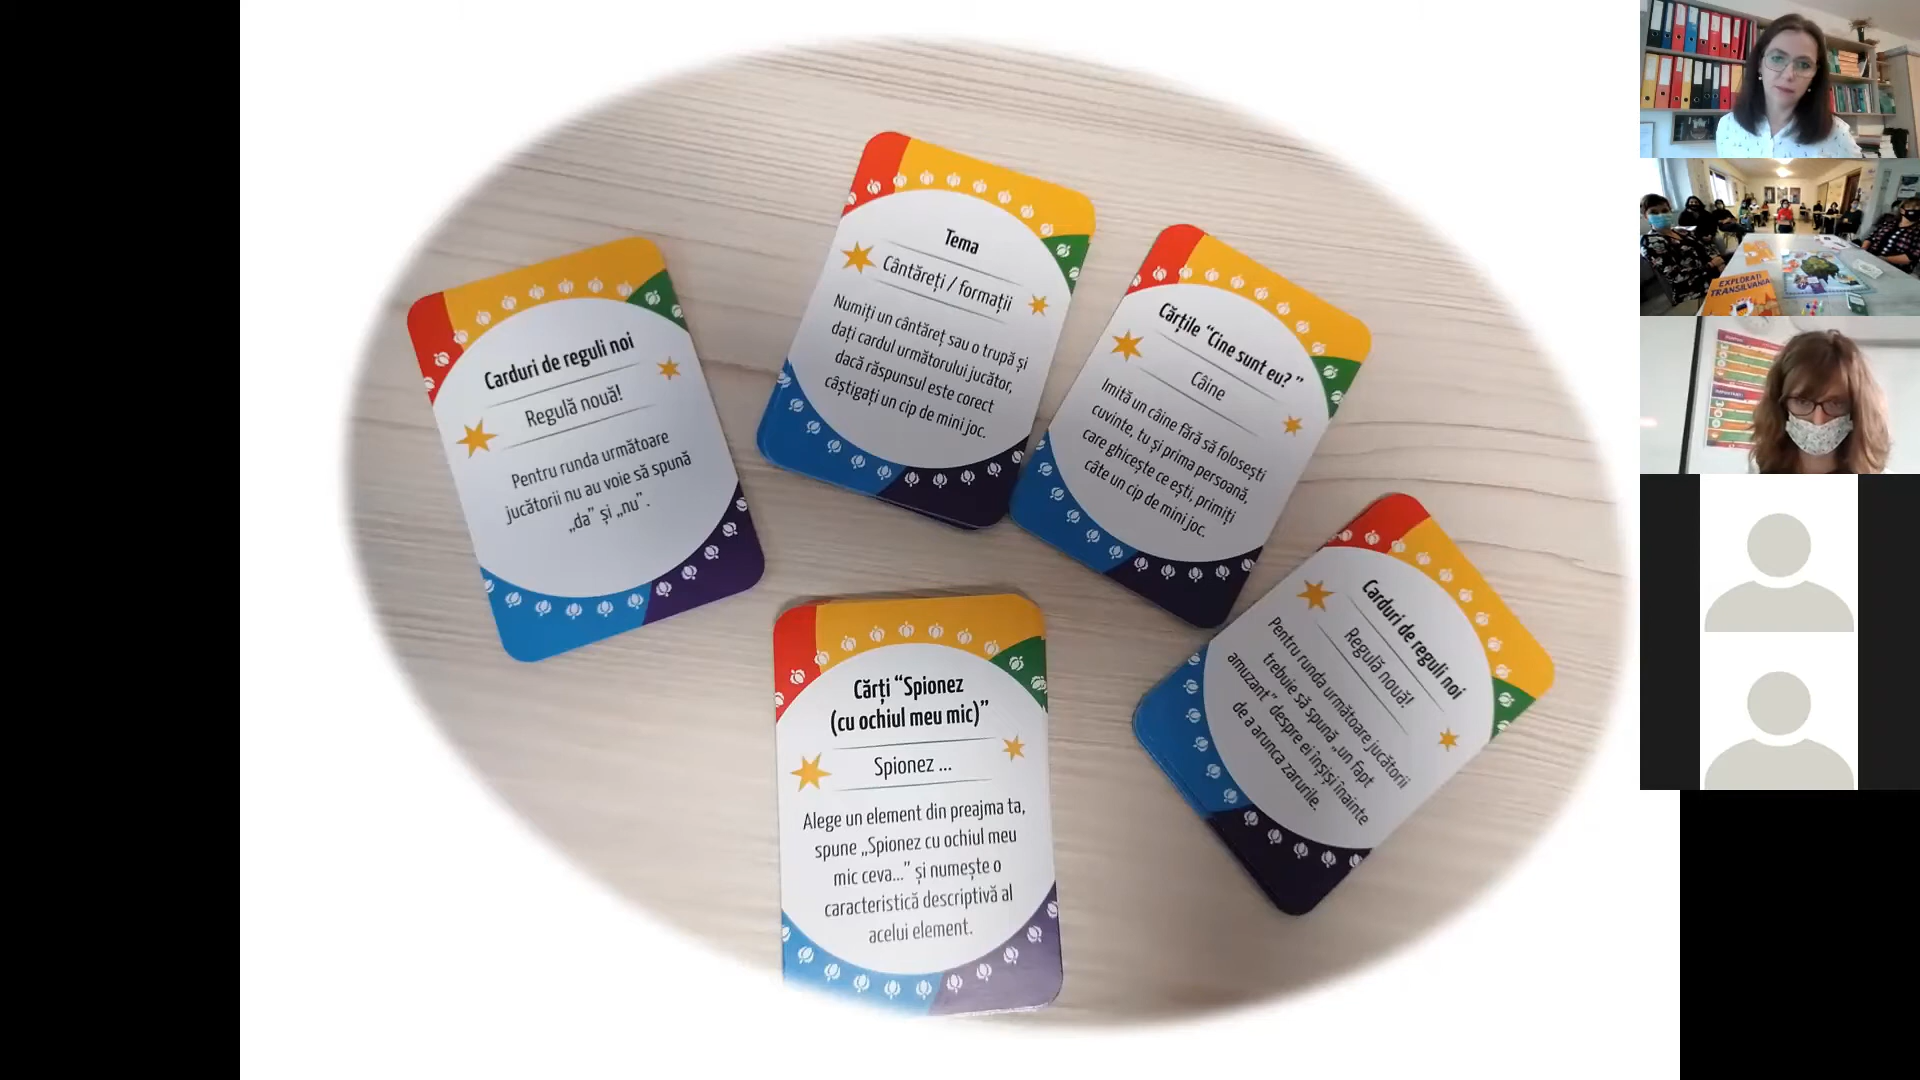 Carduri de reguli noi
Regulă nouă!
Pentru runda următoare
jucătorii nu au voie să spună
„da” și „nu”.
Tema
Cântăreți / formații
Numiți un cântăreț sau o trupă și
dați cardul următorului jucător,
dacă răspunsul este corect
câștigați un cip de mini joc.
Cărțile “Cine sunt eu?”
Câine
Imită un câine fără să folosești
cuvinte, tu și prima persoană,
care ghicește ce ești, primiți
câte un cip de mini joc.
Carduri de reguli noi
Regulă nouă!
Pentru runda următoare jucătorii
trebuie să spună „un fapt
amuzant” despre ei înșiși înainte
de a arunca zarurile.
Cărți “Spionez
(cu ochiul meu mic)”
Spionez ...
Alege un element din preajma ta,
spune „Spionez cu ochiul meu
mic ceva...” și numește o
caracteristică descriptivă al
acelui element.
EXPLORAȚI
TRANSILVANIA